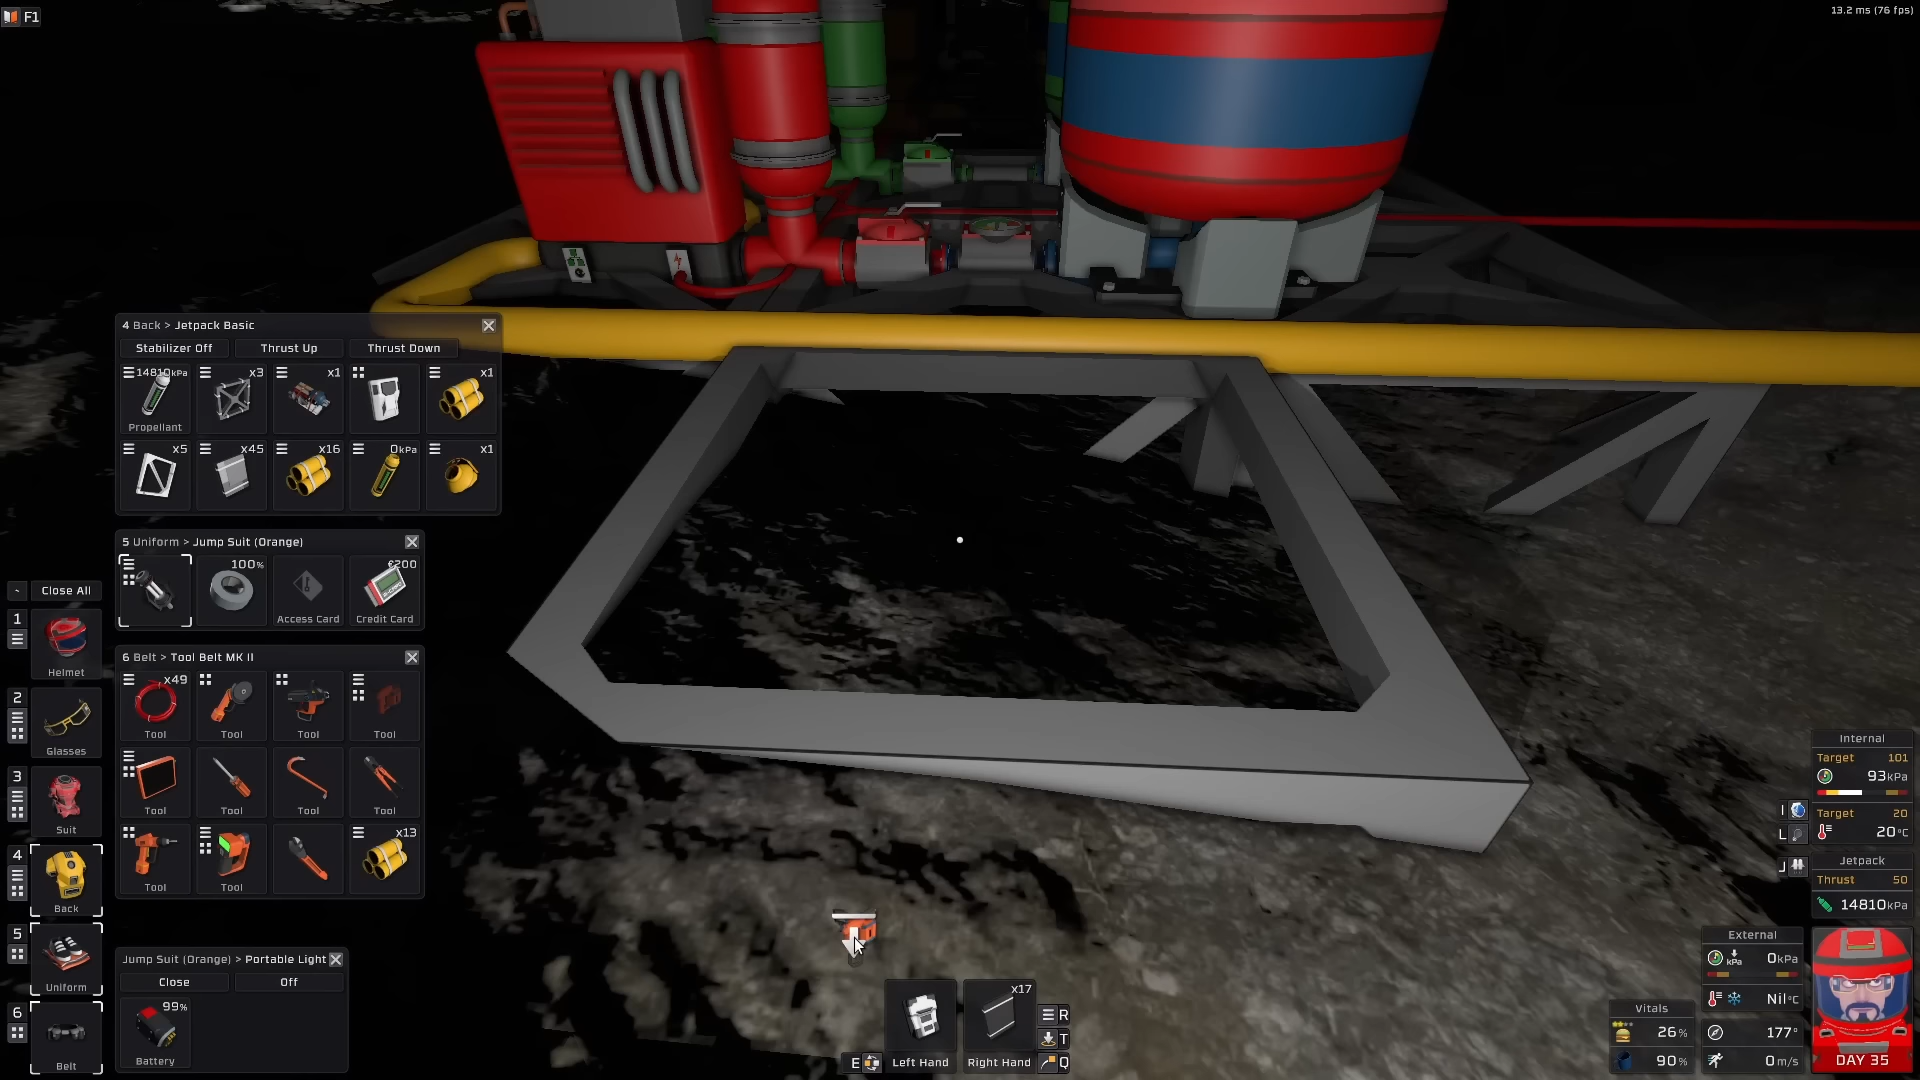 F1
13.2 ms (76 fps)
4 Back > Jetpack Basic
Stabilizer Off
Thrust Up
Thrust Down
14810kPa
x3
x1
x1
Propellant
x5
x45
x16
0kPa
x1
5 Uniform > Jump Suit (Orange)
100%
€200
Access Card
Credit Card
~
Close All
1
Helmet
2
Glasses
3
Suit
4
Back
5
Uniform
6
Belt
6 Belt > Tool Belt MK II
x49
Tool
Tool
Tool
Tool
Tool
Tool
Tool
Tool
x13
Tool
Tool
Jump Suit (Orange) > Portable Light
Close
Off
99%
Battery
x17
R
T
E
Left Hand
Right Hand
Q
Internal
Target 101
93kPa
Target 20
I
L
20°C
J
Jetpack
Thrust 50
14810kPa
External
kPa
0kPa
Nil°C
177°
0m/s
Vitals
26%
90%
DAY 35